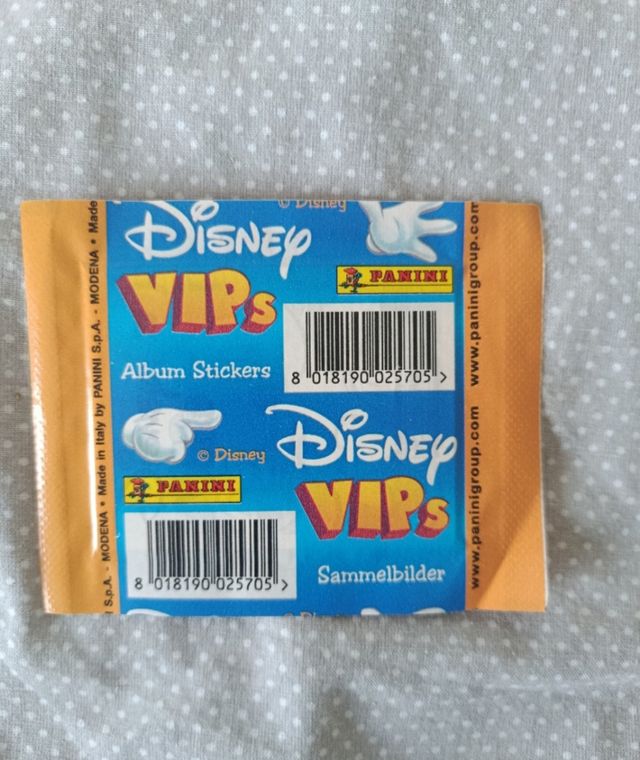 © Disney
DISNEY
VIPs
PANINI
Album Stickers
8 018190 025705 >
© Disney
DISNEY
VIPs
PANINI
8 018190 025705 >
Sammelbilder
S.p.A. - MODENA • Made in Italy by PANINI S.p.A. - MODENA • Made
www.paninigroup.com www.paninigroup.com